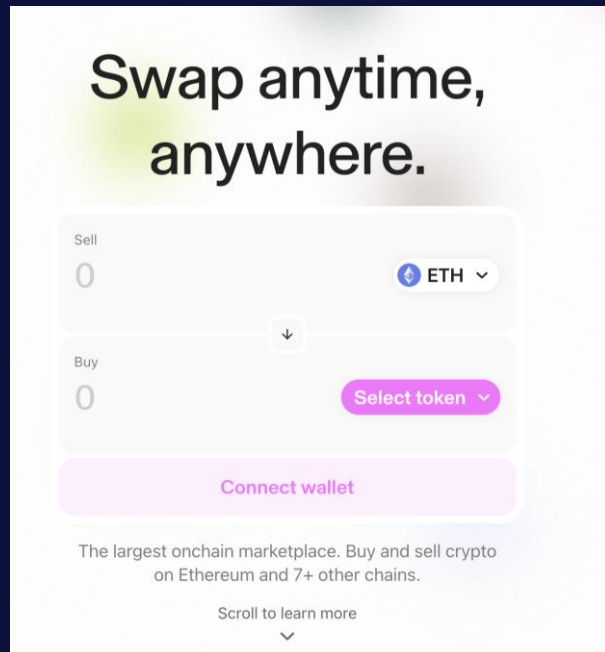 Swap anytime,
anywhere.
Sell
0
ETH
Buy
0
Select token
Connect wallet
The largest onchain marketplace. Buy and sell crypto
on Ethereum and 7+ other chains.
Scroll to learn more